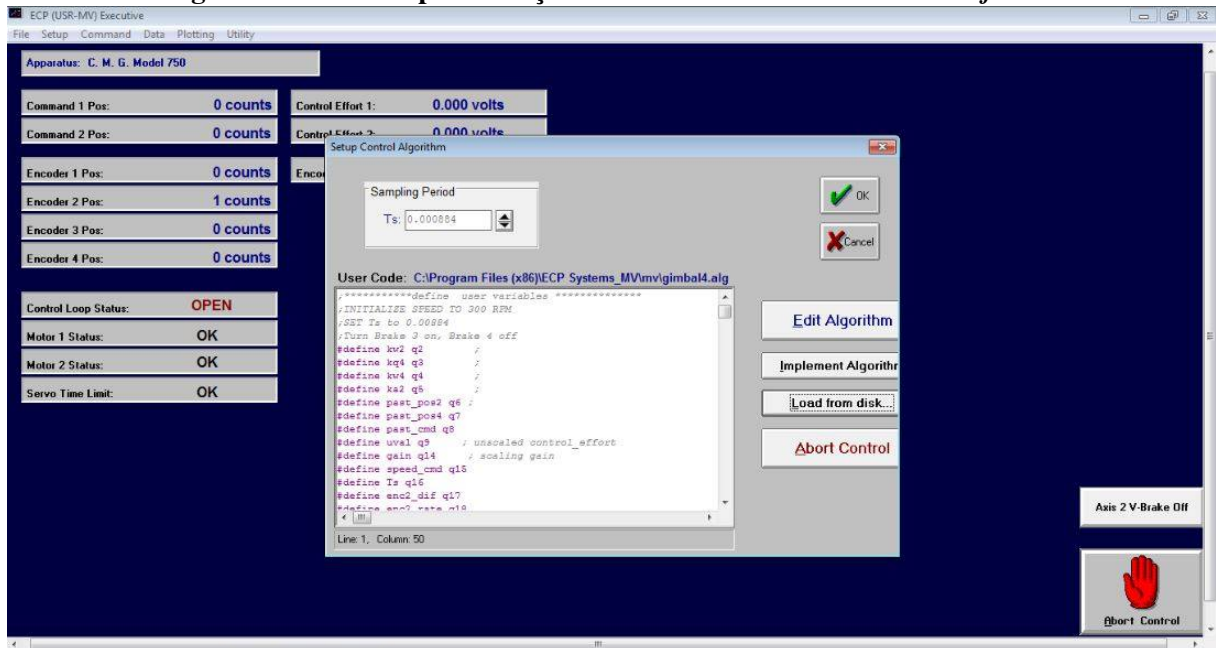 ECP (USR-MV) Executive
File Setup Command Data Plotting Utility
Apparatus: C. M. G. Model 750
Command 1 Pos: 0 counts
Control Effort 1: 0.000 volts
Command 2 Pos: 0 counts
Control Effort 2: 0.000 volts
Encoder 1 Pos: 0 counts
Encoder 2 Pos: 1 counts
Encoder 3 Pos: 0 counts
Encoder 4 Pos: 0 counts
Control Loop Status: OPEN
Motor 1 Status: OK
Motor 2 Status: OK
Servo Time Limit: OK
Setup Control Algorithm
Sampling Period
Ts: 0.000884
OK
Cancel
User Code: C:\Program Files (x86)\ECP Systems_MV\mv\gimbal4.alg
;***********define user variables **************
;INITIALISE SPEED TO 300 RPM
;SET Ts to 0.00884
;Turn Brake 3 on, Brake 4 off
#define kw2 q2 ;
#define kq4 q3 ;
#define kw4 q4 ;
#define ka2 q5 ;
#define past_pos2 q6 ;
#define past_pos4 q7
#define past_cmd q8
#define uval q9 ; unscaled control_effort
#define gain q14 ; scaling gain
#define speed_cmd q15
#define Ts q16
#define enc2_dif q17
#define enc2_rate q18
Line: 1, Column: 50
Edit Algorithm
Implement Algorithr
Load from disk...
Abort Control
Axis 2 V-Brake Off
Abort Control